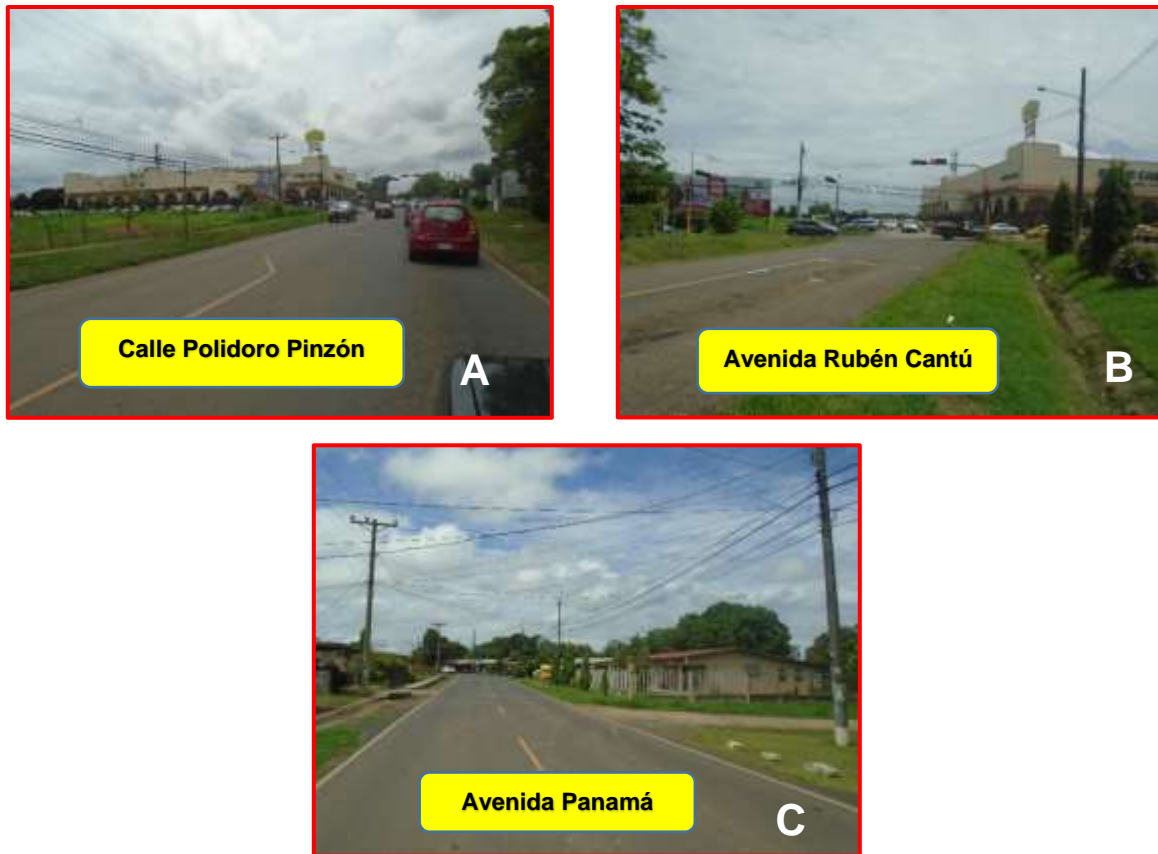 Calle Polidoro Pinzón
A
Avenida Rubén Cantú
B
Avenida Panamá
C